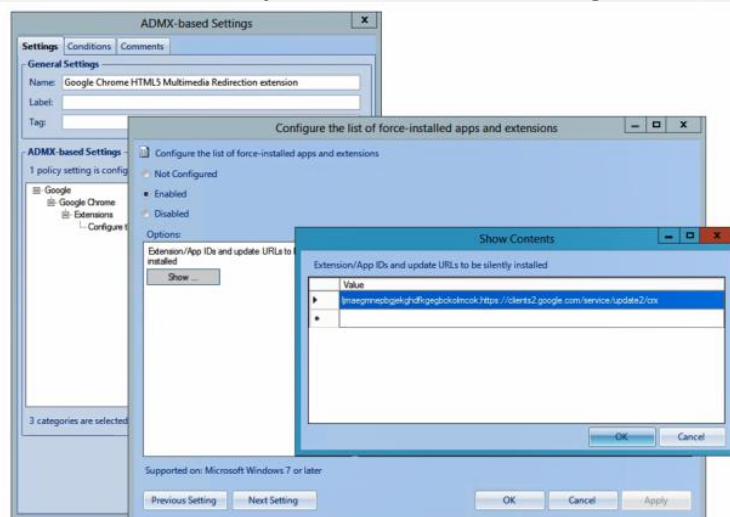 ADMX-based Settings
Settings Conditions Comments
General Settings
Name: Google Chrome HTML5 Multimedia Redirection extension
Label:
Tag:
ADMX-based Settings
1 policy setting is config
Google
Google Chrome
Extensions
Configure t
3 categories are selected
Configure the list of force-installed apps and extensions
Configure the list of force-installed apps and extensions
Not Configured
Enabled
Disabled
Options:
Extension/App IDs and update URLs to
installed
Show ...
Supported on: Microsoft Windows 7 or later
Previous Setting Next Setting OK Cancel Apply
Show Contents
Extension/App IDs and update URLs to be silently installed
Value
ljmaegmnepbgjekghdfkgegbckolmcok;https://clients2.google.com/service/update2/crx
OK Cancel